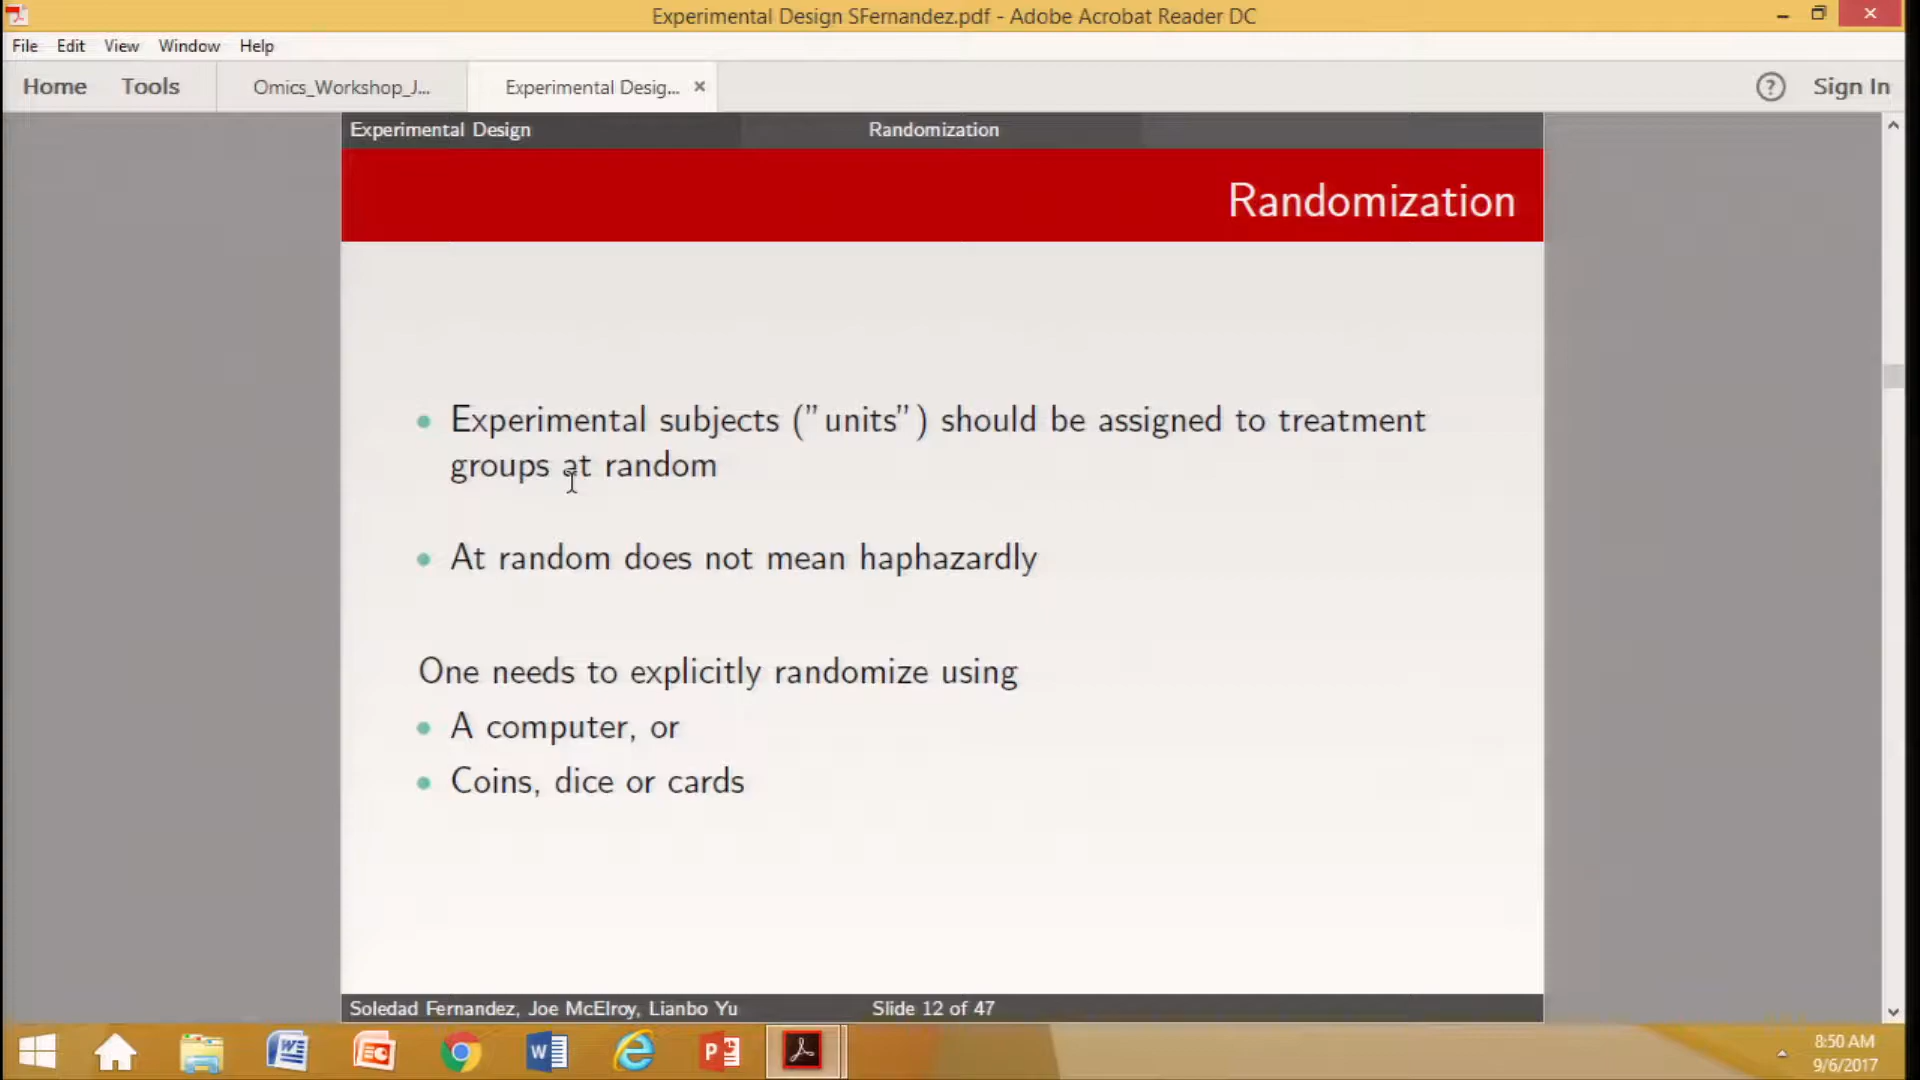 Experimental Design SFernandez.pdf - Adobe Acrobat Reader DC
File Edit View Window Help
Home Tools Omics_Workshop_J... Experimental Desig... Sign In
Experimental Design Randomization
Randomization
Experimental subjects ("units") should be assigned to treatment
groups at random
At random does not mean haphazardly
One needs to explicitly randomize using
A computer, or
Coins, dice or cards
Soledad Fernandez, Joe McElroy, Lianbo Yu Slide 12 of 47
8:50 AM
9/6/2017